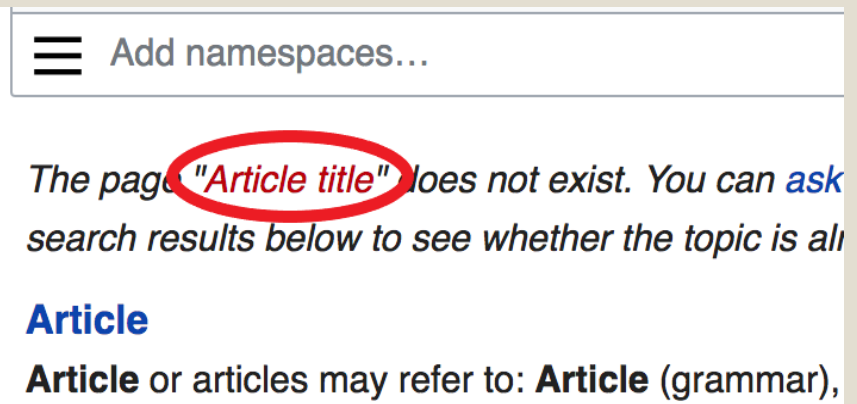 Add namespaces...
The page "Article title" does not exist. You can ask
search results below to see whether the topic is
Article
Article or articles may refer to: Article (grammar),